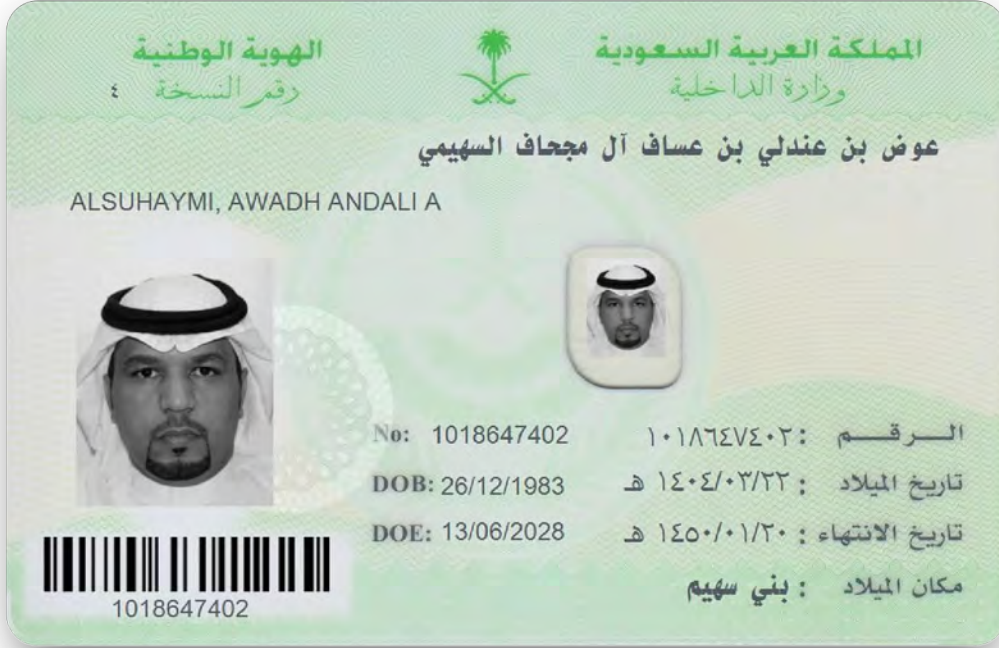 المملكة العربية السعودية
الهوية الوطنية
وزارة الداخلية
رقم النسخة ٤
عوض بن عندلي بن عساف آل مجحاف السهيمي
ALSUHAYMI, AWADH ANDALI A
الـــرقـــــم : ١٠١٨٦٤٧٤٠٢
No: 1018647402
تاريخ الميلاد : ١٤٠٤/٠٣/٢٢ هـ
DOB: 26/12/1983
تاريخ الانتهاء : ١٤٥٠/٠١/٢٠ هـ
DOE: 13/06/2028
مكان الميلاد : بني سهيم
1018647402